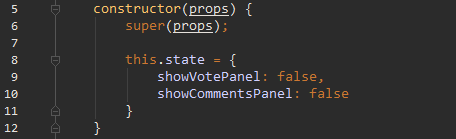 5 constructor(props) {
6 super(props);
7
8 this.state = {
9 showVotePanel: false,
10 showCommentsPanel: false
11 }
12 }